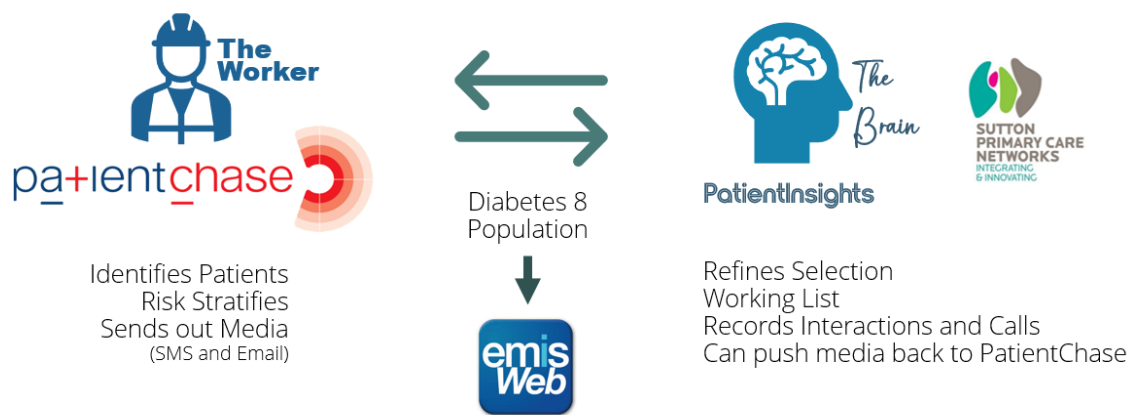 The
Worker
patientchase
Identifies Patients
Risk Stratifies
Sends out Media
(SMS and Email)
Diabetes 8
Population
emis
Web
The
Brain
PatientInsights
SUTTON
PRIMARY CARE
NETWORKS
INTEGRATING
& INNOVATING
Refines Selection
Working List
Records Interactions and Calls
Can push media back to PatientChase